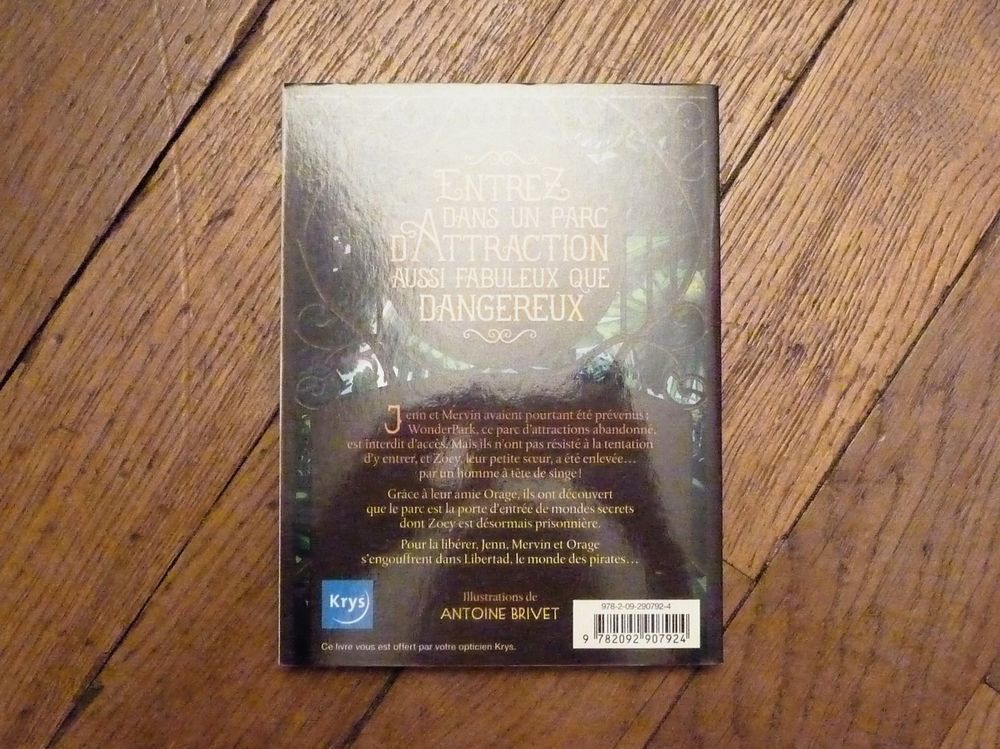 ENTREZ
DANS UN PARC
D'ATTRACTION
AUSSI FABULEUX QUE
DANGEREUX
Jenn et Mervin avaient pourtant été prévenus :
WonderPark, ce parc d'attractions abandonné,
est interdit d'accès. Mais ils n'ont pas résisté à la tentation
d'y entrer, et Zoey, leur petite sœur, a été enlevée…
par un homme à tête de singe !
Grâce à leur amie Orage, ils ont découvert
que le parc est la porte d'entrée de mondes secrets
dont Zoey est désormais prisonnière.
Pour la libérer, Jenn, Mervin et Orage
s'engouffrent dans Libertad, le monde des pirates…
Illustrations de
ANTOINE BRIVET
Krys
Ce livre vous est offert par votre opticien Krys.
978-2-09-290792-4
9 782092 907924